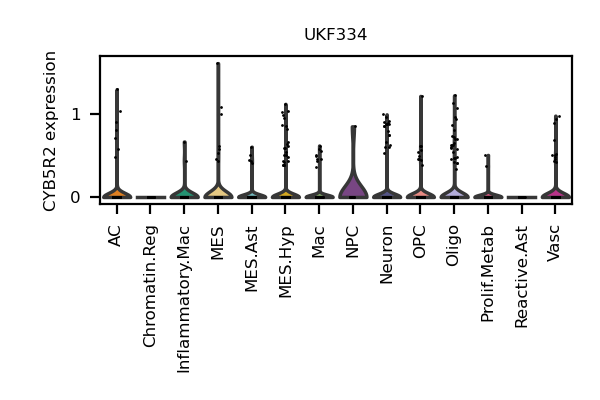 UKF334
CYB5R2 expression
1
0
AC
Chromatin.Reg
Inflammatory.Mac
MES
MES.Ast
MES.Hyp
Mac
NPC
Neuron
OPC
Oligo
Prolif.Metab
Reactive.Ast
Vasc